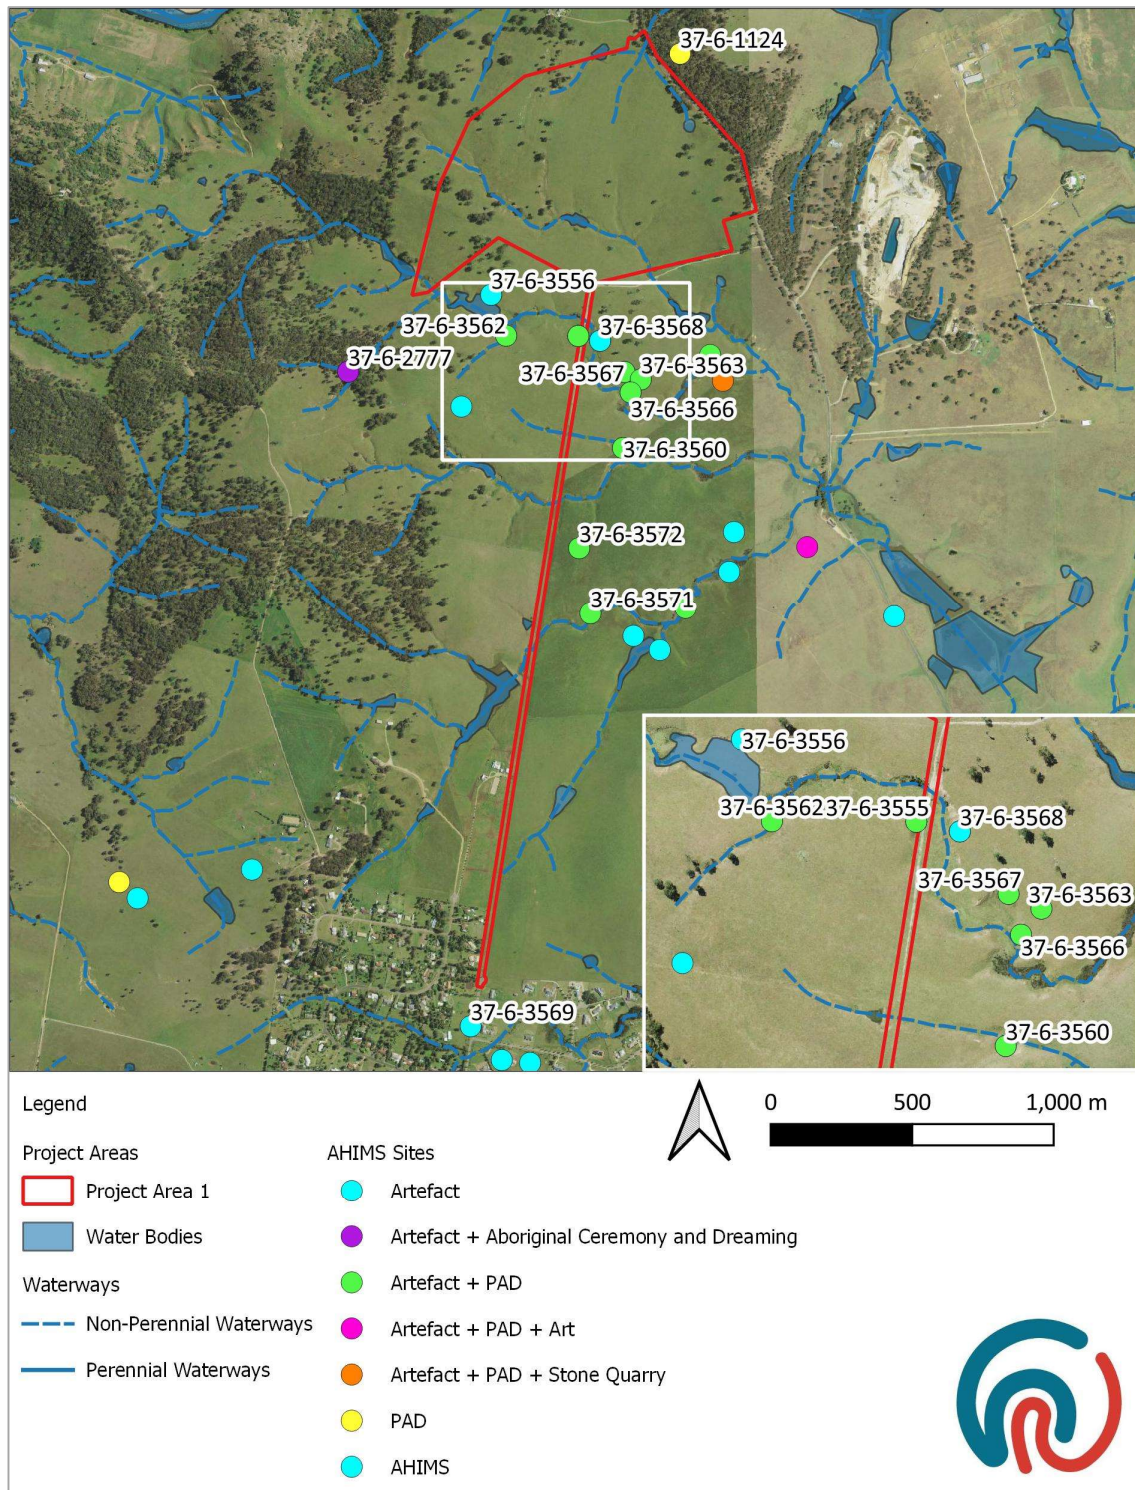 37-6-1124
37-6-3556
37-6-3562
37-6-3568
37-6-2777
37-6-3567
37-6-3563
37-6-3566
37-6-3560
37-6-3572
37-6-3571
37-6-3569
37-6-3556
37-6-3562
37-6-3555
37-6-3568
37-6-3567
37-6-3563
37-6-3566
37-6-3560
Legend
0 500 1,000 m
Project Areas
Project Area 1
Water Bodies
Waterways
Non-Perennial Waterways
Perennial Waterways
AHIMS Sites
Artefact
Artefact + Aboriginal Ceremony and Dreaming
Artefact + PAD
Artefact + PAD + Art
Artefact + PAD + Stone Quarry
PAD
AHIMS